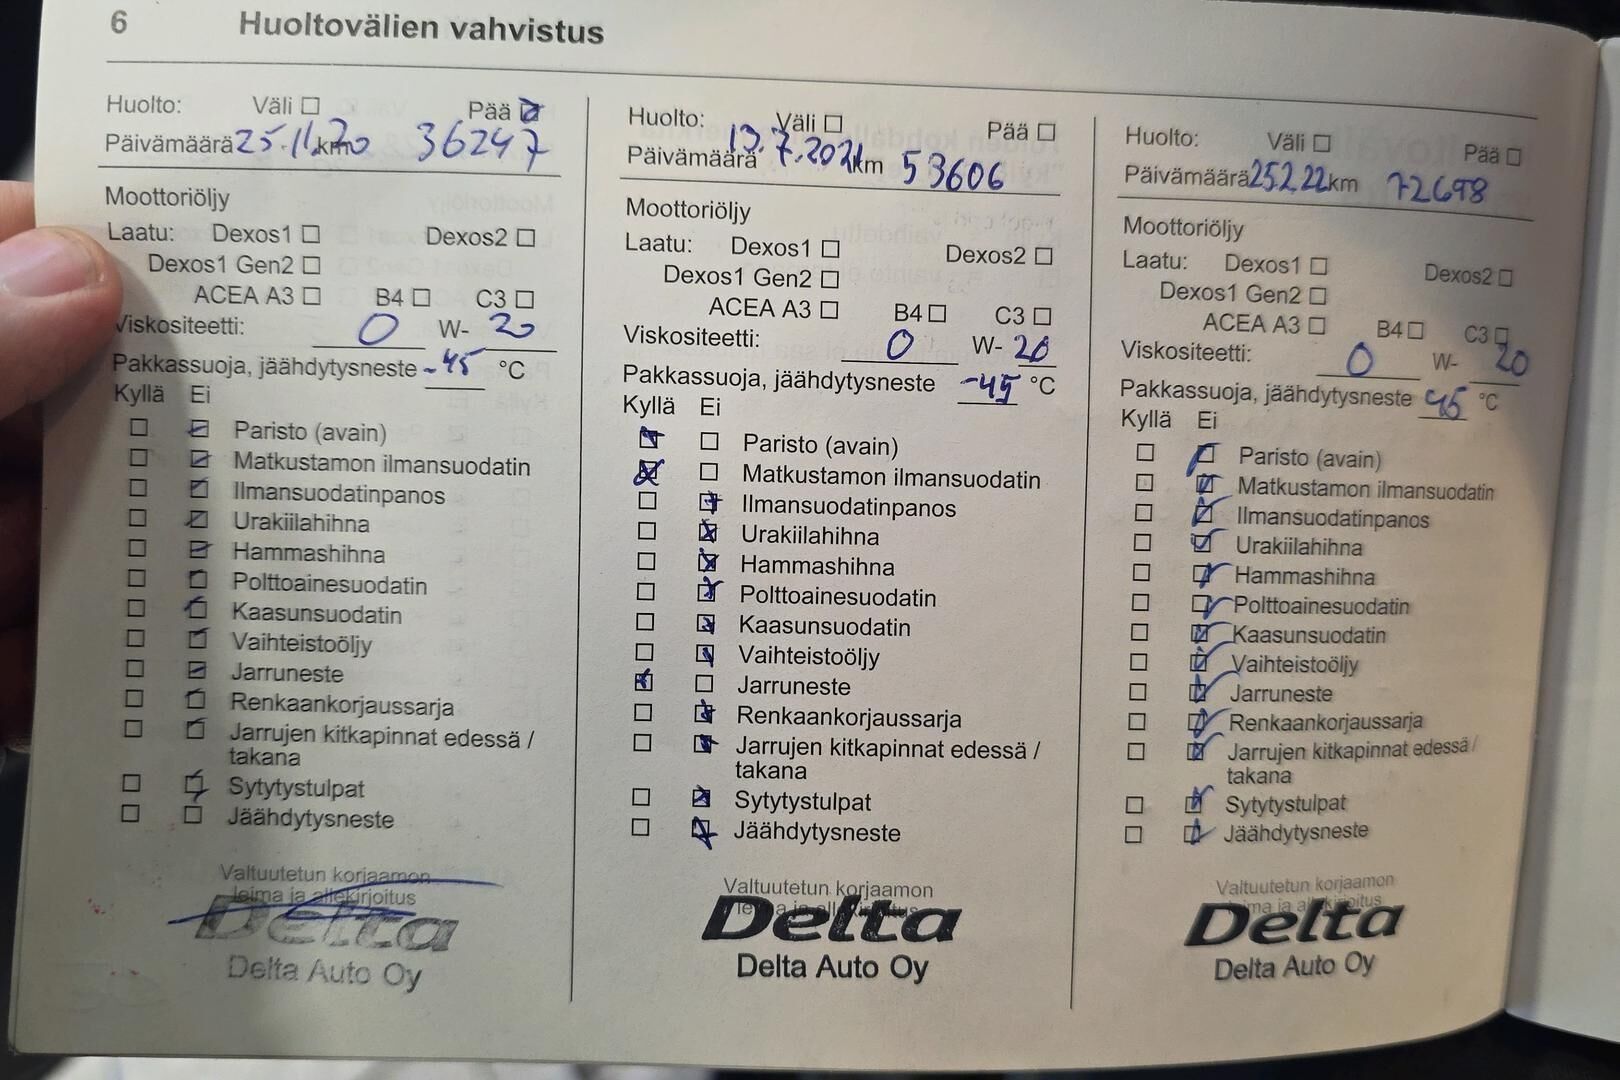 6 Huoltovälien vahvistus
Huolto: Väli ☐ Pää ☑
Päivämäärä 25.11.20 km 36247
Moottoriöljy
Laatu: Dexos1 ☐ Dexos2 ☐
Dexos1 Gen2 ☐
ACEA A3 ☐ B4 ☐ C3 ☐
Viskositeetti: 0 W- 20
Pakkassuoja, jäähdytysneste -45 °C
Kyllä Ei
☐ ☑ Paristo (avain)
☐ ☑ Matkustamon ilmansuodatin
☐ ☑ Ilmansuodatinpanos
☐ ☑ Urakiilahihna
☐ ☑ Hammashihna
☐ ☑ Polttoainesuodatin
☐ ☑ Kaasunsuodatin
☐ ☑ Vaihteistoöljy
☐ ☑ Jarruneste
☐ ☑ Renkaankorjaussarja
☐ ☑ Jarrujen kitkapinnat edessä /
takana
☐ ☑ Sytytystulpat
☐ ☐ Jäähdytysneste
Valtuutetun korjaamon
leima ja allekirjoitus
Delta
Delta Auto Oy
Huolto: Väli ☐ Pää ☐
Päivämäärä 13.7.2021 km 53606
Moottoriöljy
Laatu: Dexos1 ☐ Dexos2 ☐
Dexos1 Gen2 ☐
ACEA A3 ☐ B4 ☐ C3 ☐
Viskositeetti: 0 W- 20
Pakkassuoja, jäähdytysneste -45 °C
Kyllä Ei
☑ ☐ Paristo (avain)
☑ ☐ Matkustamon ilmansuodatin
☐ ☑ Ilmansuodatinpanos
☐ ☑ Urakiilahihna
☐ ☑ Hammashihna
☐ ☑ Polttoainesuodatin
☐ ☑ Kaasunsuodatin
☐ ☑ Vaihteistoöljy
☑ ☐ Jarruneste
☐ ☑ Renkaankorjaussarja
☐ ☑ Jarrujen kitkapinnat edessä /
takana
☐ ☑ Sytytystulpat
☐ ☑ Jäähdytysneste
Valtuutetun korjaamon
Delta
Delta Auto Oy
Huolto: Väli ☐ Pää ☐
Päivämäärä 25.2.22 km 72698
Moottoriöljy
Laatu: Dexos1 ☐ Dexos2 ☐
Dexos1 Gen2 ☐
ACEA A3 ☐ B4 ☐ C3 ☐
Viskositeetti: 0 W- 20
Pakkassuoja, jäähdytysneste 45 °C
Kyllä Ei
☐ ☑ Paristo (avain)
☐ ☑ Matkustamon ilmansuodatin
☐ ☑ Ilmansuodatinpanos
☐ ☑ Urakiilahihna
☐ ☑ Hammashihna
☐ ☑ Polttoainesuodatin
☐ ☑ Kaasunsuodatin
☐ ☑ Vaihteistoöljy
☐ ☑ Jarruneste
☐ ☑ Renkaankorjaussarja
☐ ☑ Jarrujen kitkapinnat edessä /
takana
☐ ☑ Sytytystulpat
☐ ☑ Jäähdytysneste
Valtuutetun korjaamon
leima ja allekirjoitus
Delta
Delta Auto Oy